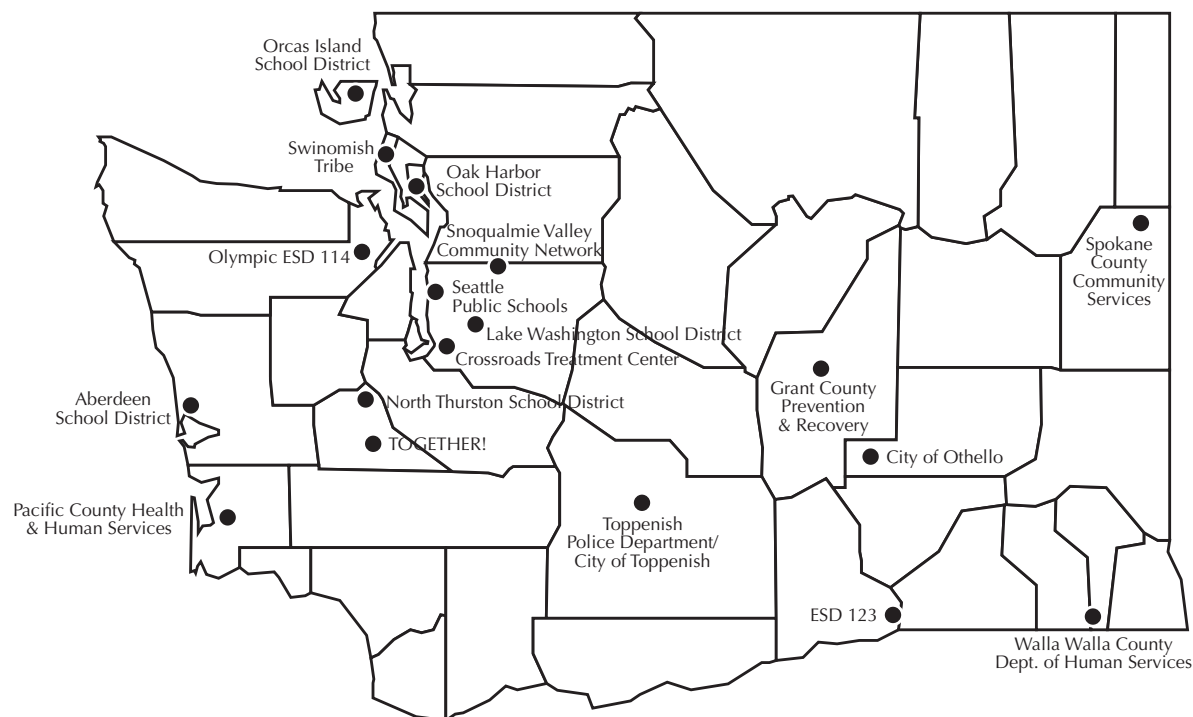 Orcas Island
School District
Swinomish
Tribe
Oak Harbor
School District
Snoqualmie Valley
Community Network
Olympic ESD 114
Spokane
County
Community
Services
Seattle
Public Schools
Lake Washington School District
Crossroads Treatment Center
Grant County
Prevention
& Recovery
Aberdeen
School District
North Thurston School District
TOGETHER!
City of Othello
Pacific County Health
& Human Services
Toppenish
Police Department/
City of Toppenish
ESD 123
Walla Walla County
Dept. of Human Services